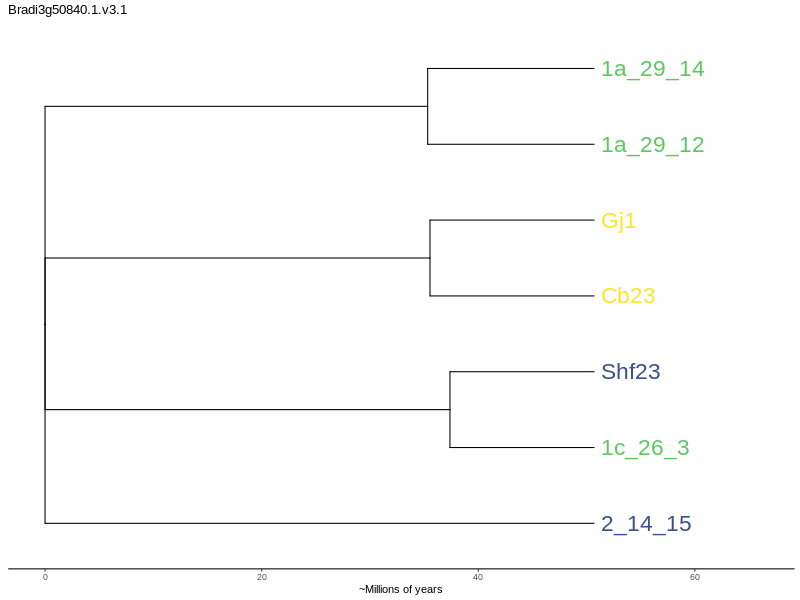 Bradi3g50840.1.v3.1
1a_29_14
1a_29_12
Gj1
Cb23
Shf23
1c_26_3
2_14_15
0 20 40 60
~Millions of years